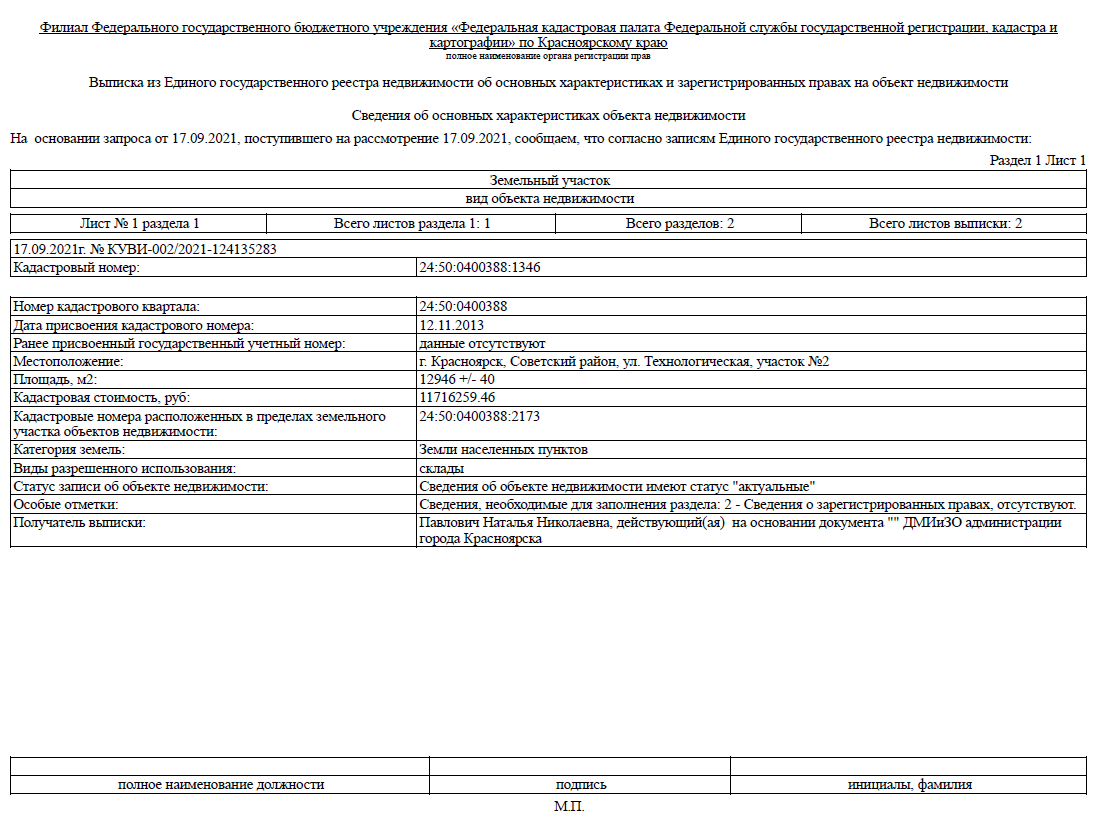 Филиал Федерального государственного бюджетного учреждения «Федеральная кадастровая палата Федеральной службы государственной регистрации, кадастра и
картографии» по Красноярскому краю
полное наименование органа регистрации прав
Выписка из Единого государственного реестра недвижимости об основных характеристиках и зарегистрированных правах на объект недвижимости
Сведения об основных характеристиках объекта недвижимости
На основании запроса от 17.09.2021, поступившего на рассмотрение 17.09.2021, сообщаем, что согласно записям Единого государственного реестра недвижимости:
Раздел 1 Лист 1
Земельный участок
вид объекта недвижимости
Лист № 1 раздела 1 Всего листов раздела 1: 1 Всего разделов: 2 Всего листов выписки: 2
17.09.2021г. № КУВИ-002/2021-124135283
Кадастровый номер: 24:50:0400388:1346
Номер кадастрового квартала: 24:50:0400388
Дата присвоения кадастрового номера: 12.11.2013
Ранее присвоенный государственный учетный номер: данные отсутствуют
Местоположение: г. Красноярск, Советский район, ул. Технологическая, участок №2
Площадь, м2: 12946 +/- 40
Кадастровая стоимость, руб: 11716259.46
Кадастровые номера расположенных в пределах земельного 24:50:0400388:2173
участка объектов недвижимости:
Категория земель: Земли населенных пунктов
Виды разрешенного использования: склады
Статус записи об объекте недвижимости: Сведения об объекте недвижимости имеют статус "актуальные"
Особые отметки: Сведения, необходимые для заполнения раздела: 2 - Сведения о зарегистрированных правах, отсутствуют.
Получатель выписки: Павлович Наталья Николаевна, действующий(ая) на основании документа "" ДМИиЗО администрации
города Красноярска
полное наименование должности подпись инициалы, фамилия
М.П.